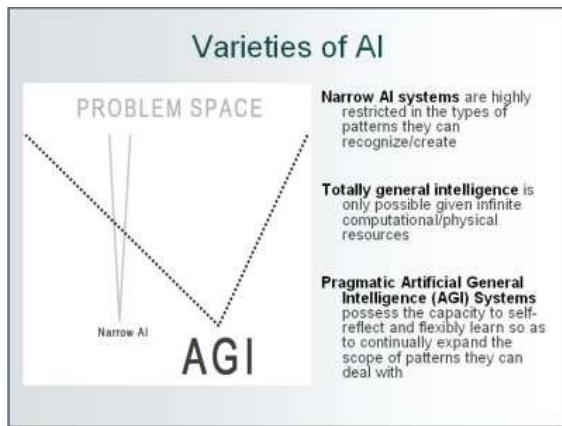 Varieties of AI
PROBLEM SPACE
Narrow AI
AGI
Narrow AI systems are highly
restricted in the types of
patterns they can
recognize/create
Totally general intelligence is
only possible given infinite
computational/physical
resources
Pragmatic Artificial General
Intelligence (AGI) Systems
possess the capacity to self-
reflect and flexibly learn so as
to continually expand the
scope of patterns they can
deal with